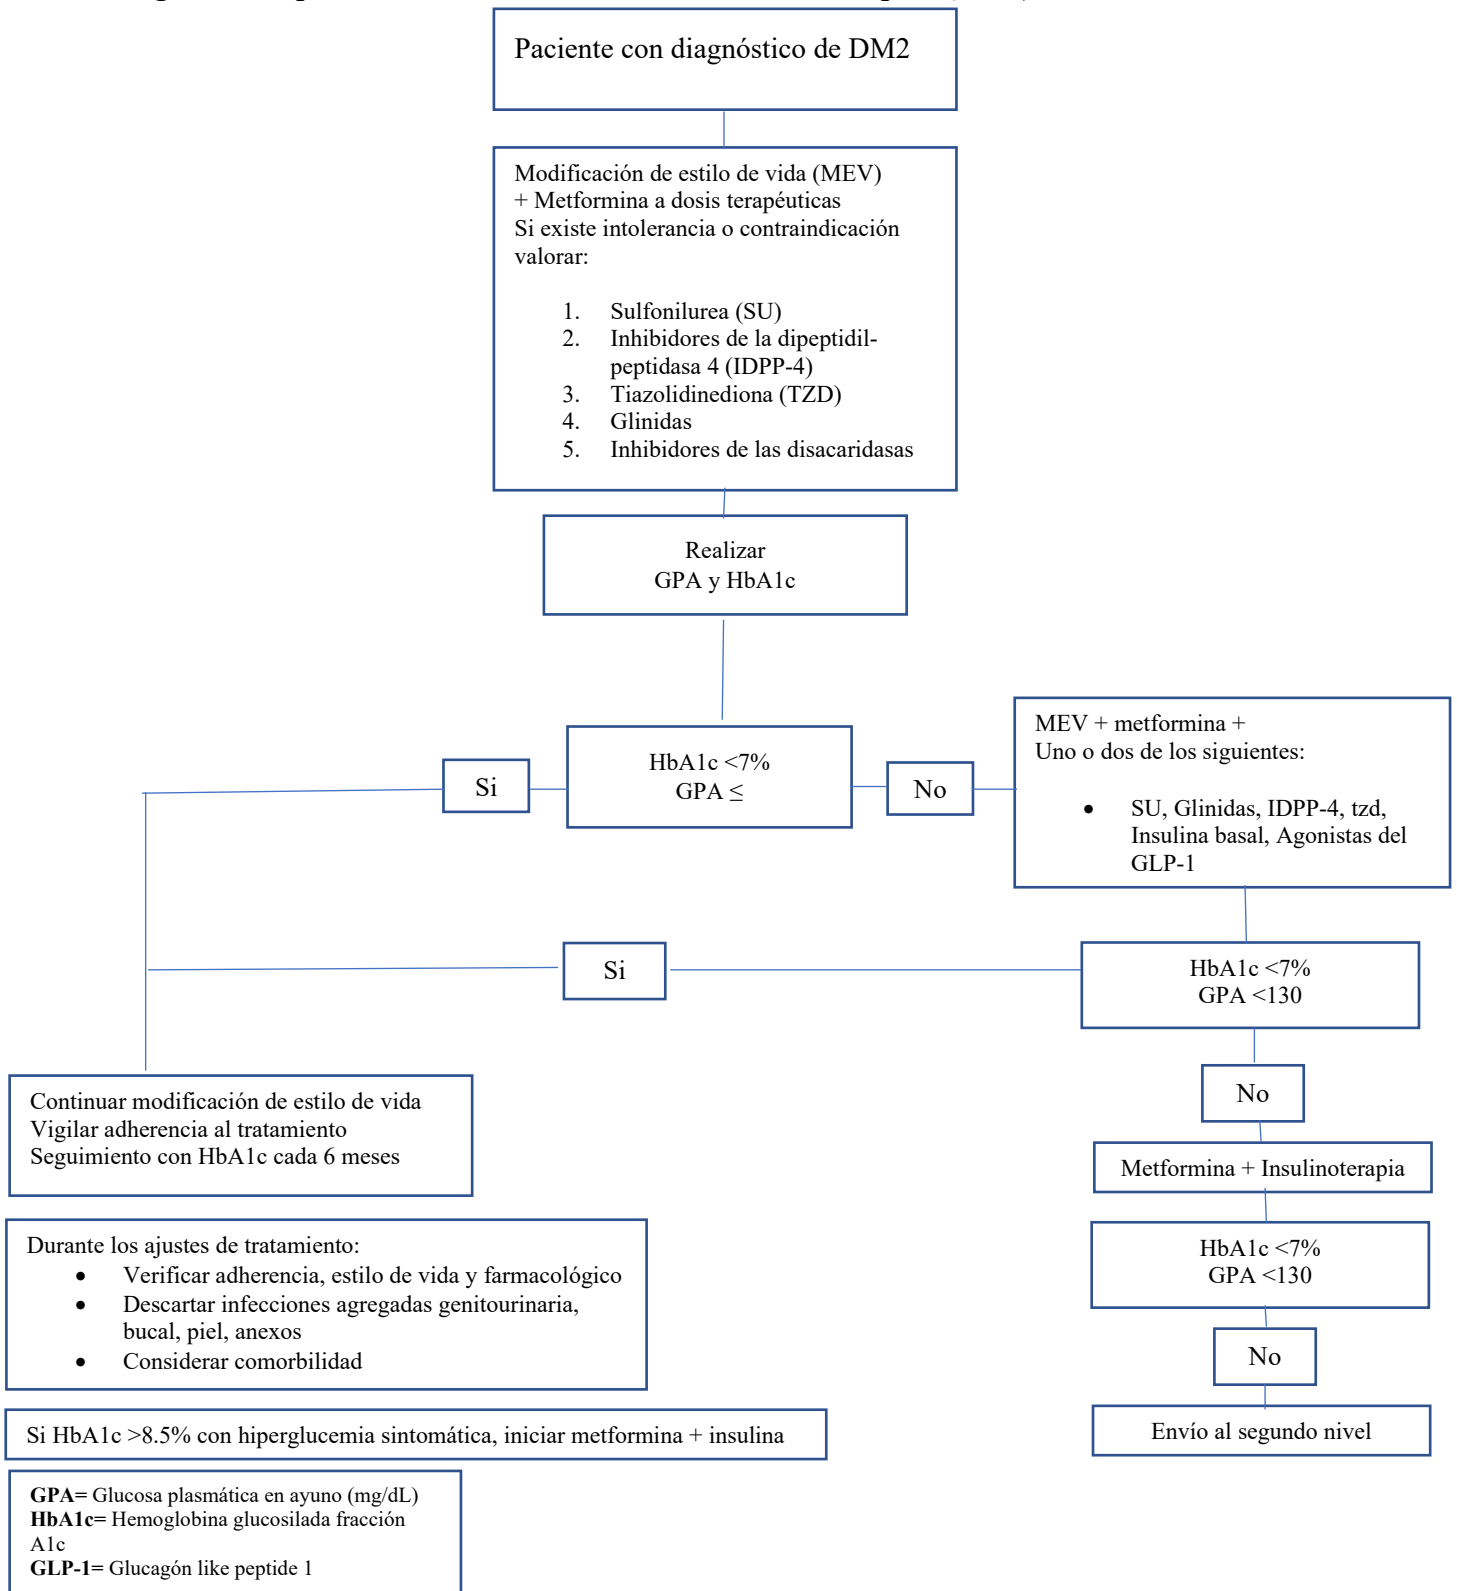 Paciente con diagnóstico de DM2
Modificación de estilo de vida (MEV)
+ Metformina a dosis terapéuticas
Si existe intolerancia o contraindicación
valorar:
1. Sulfonilurea (SU)
2. Inhibidores de la dipeptidil-
peptidasa 4 (IDPP-4)
3. Tiazolidinediona (TZD)
4. Glinidas
5. Inhibidores de las disacaridasas
Realizar
GPA y HbA1c
HbA1c <7%
GPA ≤
Si
No
MEV + metformina +
Uno o dos de los siguientes:
• SU, Glinidas, IDPP-4, tzd,
Insulina basal, Agonistas del
GLP-1
Si
HbA1c <7%
GPA <130
No
Metformina + Insulinoterapia
HbA1c <7%
GPA <130
No
Envío al segundo nivel
Continuar modificación de estilo de vida
Vigilar adherencia al tratamiento
Seguimiento con HbA1c cada 6 meses
Durante los ajustes de tratamiento:
• Verificar adherencia, estilo de vida y farmacológico
• Descartar infecciones agregadas genitourinaria,
bucal, piel, anexos
• Considerar comorbilidad
Si HbA1c >8.5% con hiperglucemia sintomática, iniciar metformina + insulina
GPA= Glucosa plasmática en ayuno (mg/dL)
HbA1c= Hemoglobina glucosilada fracción
A1c
GLP-1= Glucagón like peptide 1